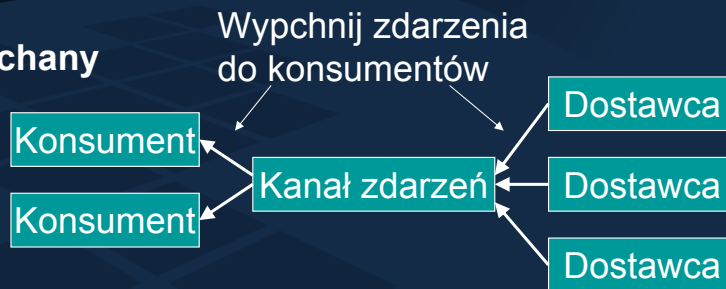 Wypchnij zdarzenia
do konsumentów
chany
Dostawca
Konsument
Kanał zdarzeń
Dostawca
Konsument
Dostawca